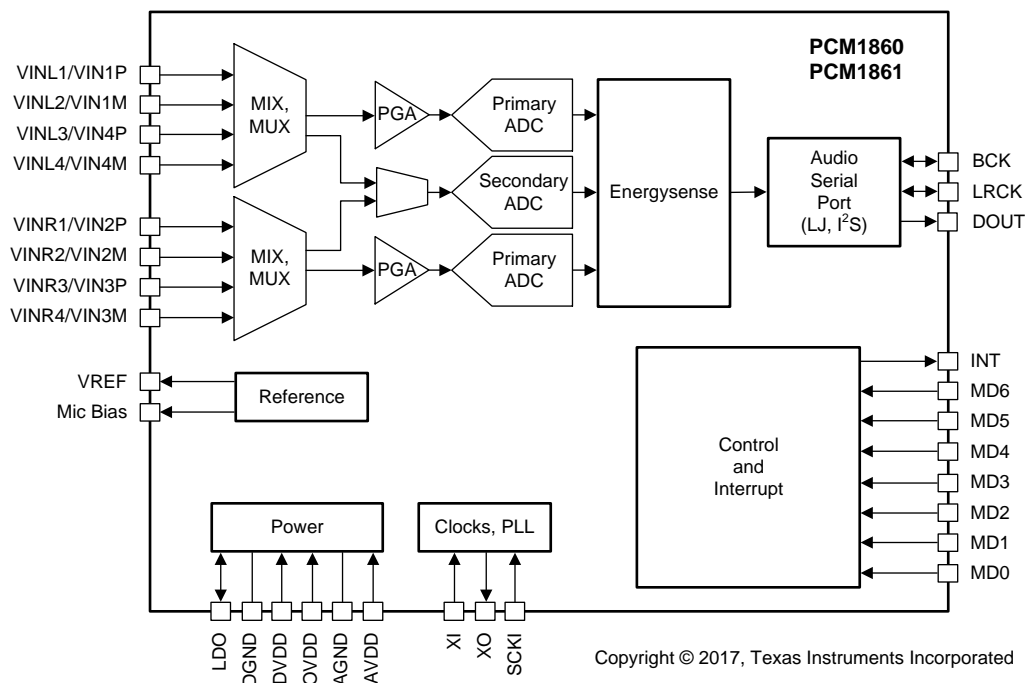 PCM1860
PCM1861
VINL1/VIN1P
VINL2/VIN1M
VINL3/VIN4P
VINL4/VIN4M
VINR1/VIN2P
VINR2/VIN2M
VINR3/VIN3P
VINR4/VIN3M
MIX,
MUX
MIX,
MUX
PGA
PGA
Primary
ADC
Secondary
ADC
Primary
ADC
Energysense
Audio
Serial
Port
(LJ, I²S)
BCK
LRCK
DOUT
VREF
Mic Bias
Reference
Control
and
Interrupt
INT
MD6
MD5
MD4
MD3
MD2
MD1
MD0
Power
Clocks, PLL
LDO
DGND
DVDD
IOVDD
AGND
AVDD
XI
XO
SCKI
Copyright © 2017, Texas Instruments Incorporated